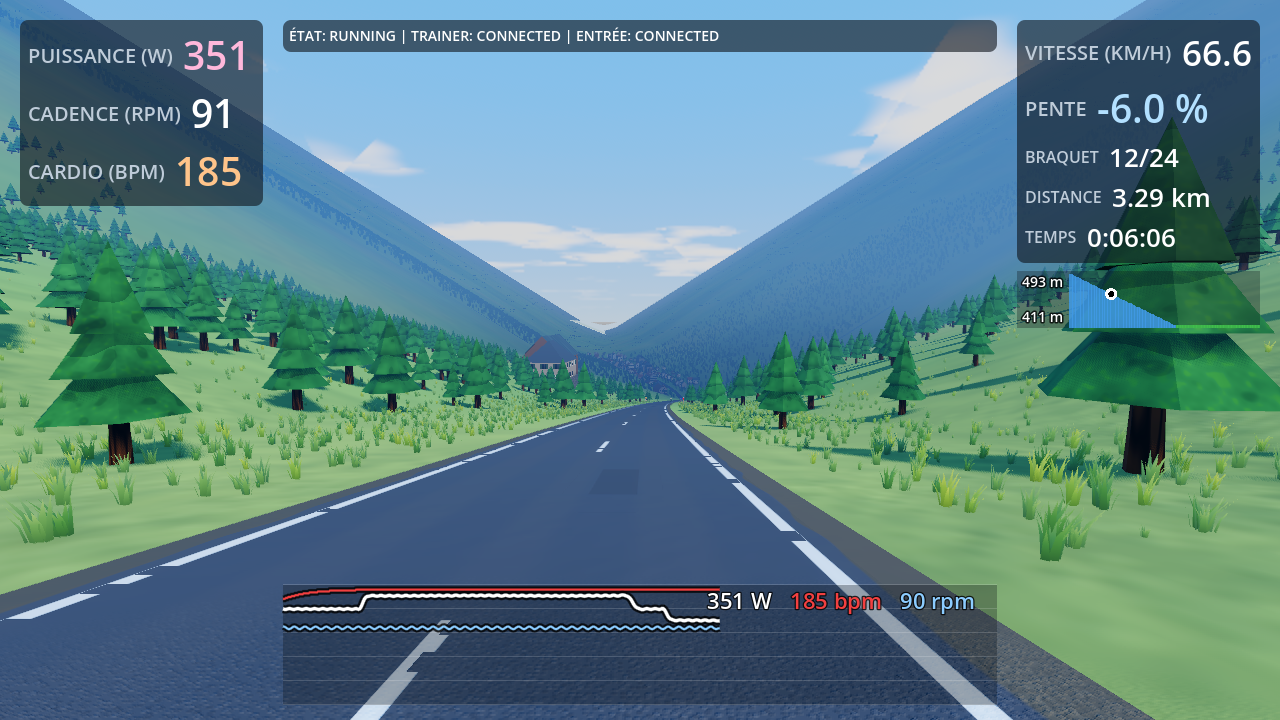 PUISSANCE (W) 351
CADENCE (RPM) 91
CARDIO (BPM) 185
ÉTAT: RUNNING | TRAINER: CONNECTED | ENTRÉE: CONNECTED
VITESSE (KM/H) 66.6
PENTE -6.0 %
BRAQUET 12/24
DISTANCE 3.29 km
TEMPS 0:06:06
493 m
411 m
351 W 185 bpm 90 rpm